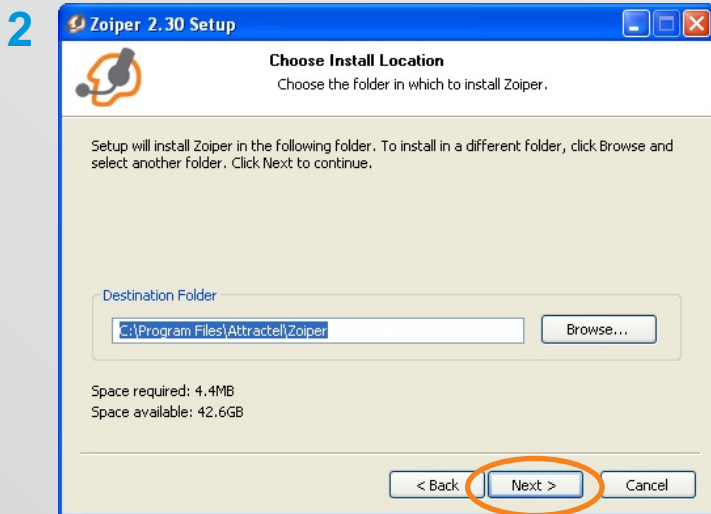 2
Zoiper 2.30 Setup
Choose Install Location
Choose the folder in which to install Zoiper.
Setup will install Zoiper in the following folder. To install in a different folder, click Browse and
select another folder. Click Next to continue.
Destination Folder
C:\Program Files\Attractel\Zoiper
Browse...
Space required: 4.4MB
Space available: 42.6GB
< Back
Next >
Cancel